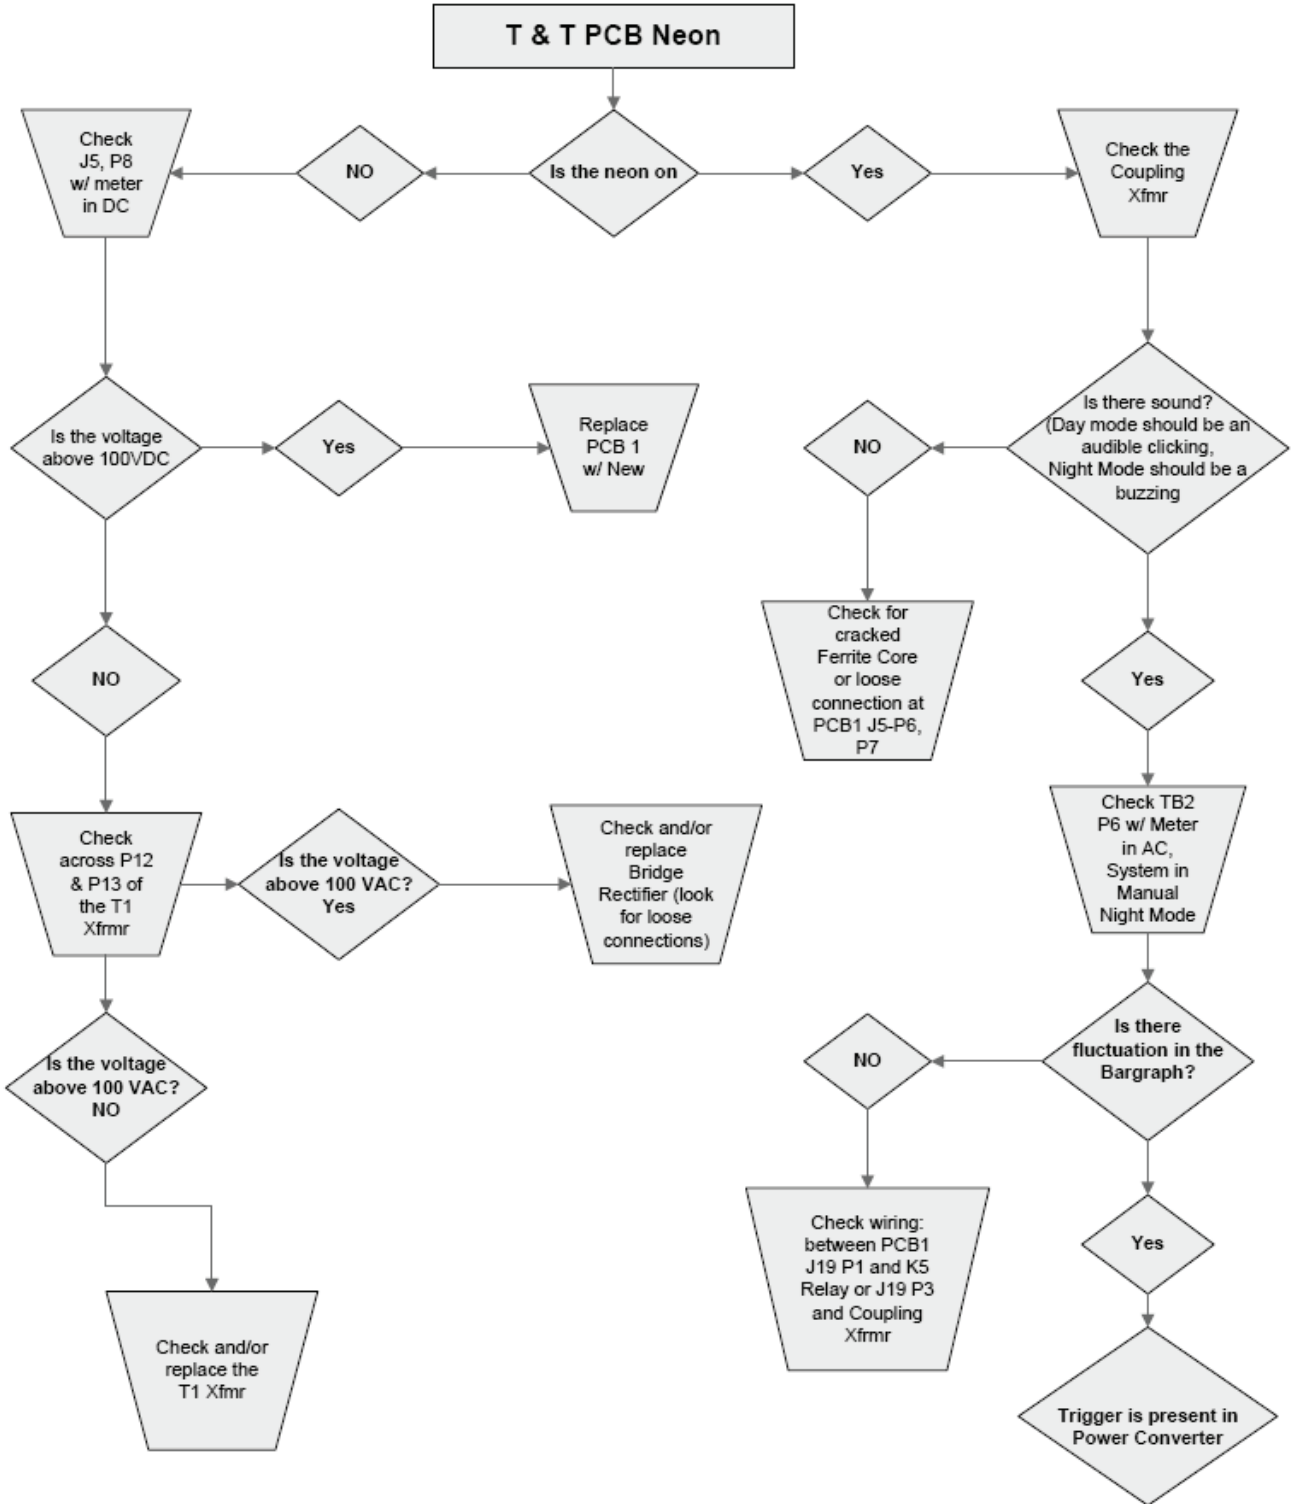 T & T PCB Neon
Check
J5, P8
w/ meter
in DC
NO
Is the neon on
Yes
Check the
Coupling
Xfmr
Is the voltage
above 100VDC
Yes
Replace
PCB 1
w/ New
NO
Is there sound?
(Day mode should be an
audible clicking,
Night Mode should be a
buzzing
Check for
cracked
Ferrite Core
or loose
connection at
PCB1 J5-P6,
P7
NO
Yes
Check
across P12
& P13 of
the T1
Xfrmr
Is the voltage
above 100 VAC?
Yes
Check and/or
replace
Bridge
Rectifier (look
for loose
connections)
Check TB2
P6 w/ Meter
in AC,
System in
Manual
Night Mode
Is the voltage
above 100 VAC?
NO
NO
Is there
fluctuation in the
Bargraph?
Check wiring:
between PCB1
J19 P1 and K5
Relay or J19 P3
and Coupling
Xfrmr
Yes
Check and/or
replace the
T1 Xfmr
Trigger is present in
Power Converter